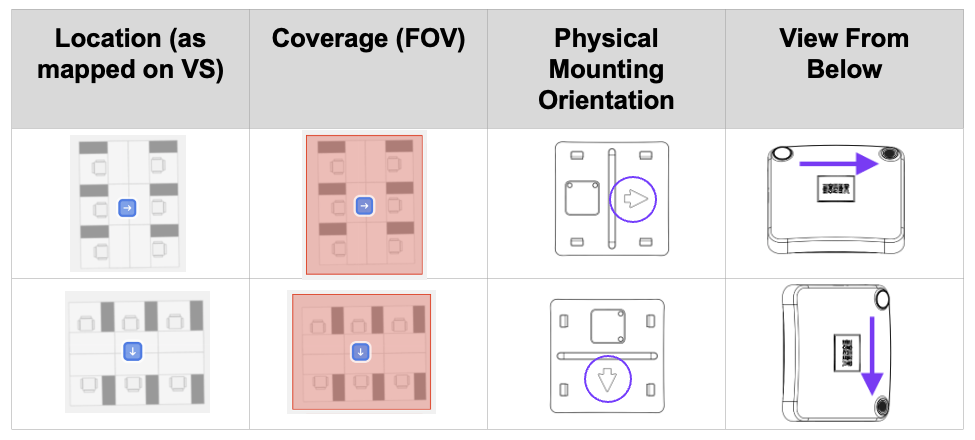 Location (as
mapped on VS)
Coverage (FOV)
Physical
Mounting
Orientation
View From
Below